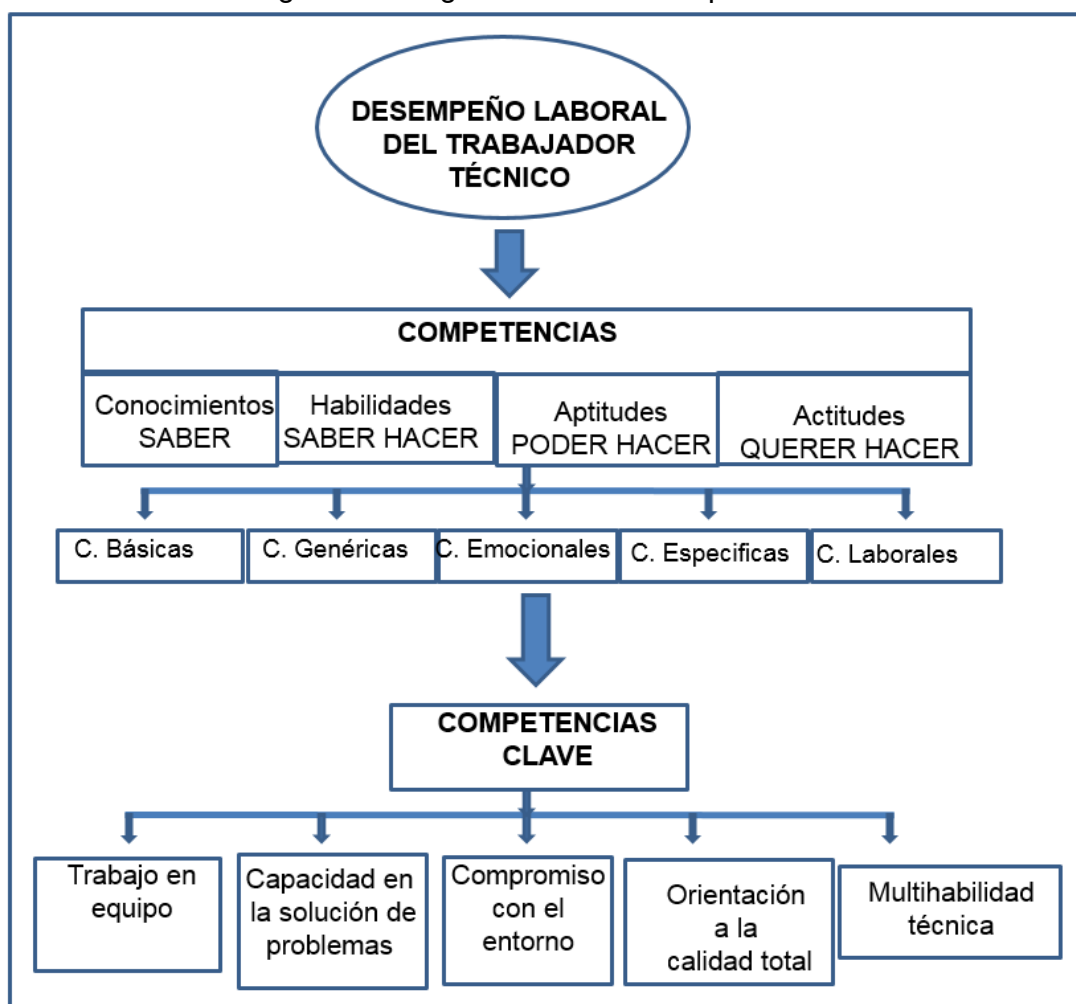 DESEMPEÑO LABORAL
DEL TRABAJADOR
TÉCNICO
COMPETENCIAS
Conocimientos
SABER
Habilidades
SABER HACER
Aptitudes
PODER HACER
Actitudes
QUERER HACER
C. Básicas
C. Genéricas
C. Emocionales
C. Especificas
C. Laborales
COMPETENCIAS
CLAVE
Trabajo en
equipo
Capacidad en
la solución de
problemas
Compromiso
con el
entorno
Orientación
a la
calidad total
Multihabilidad
técnica